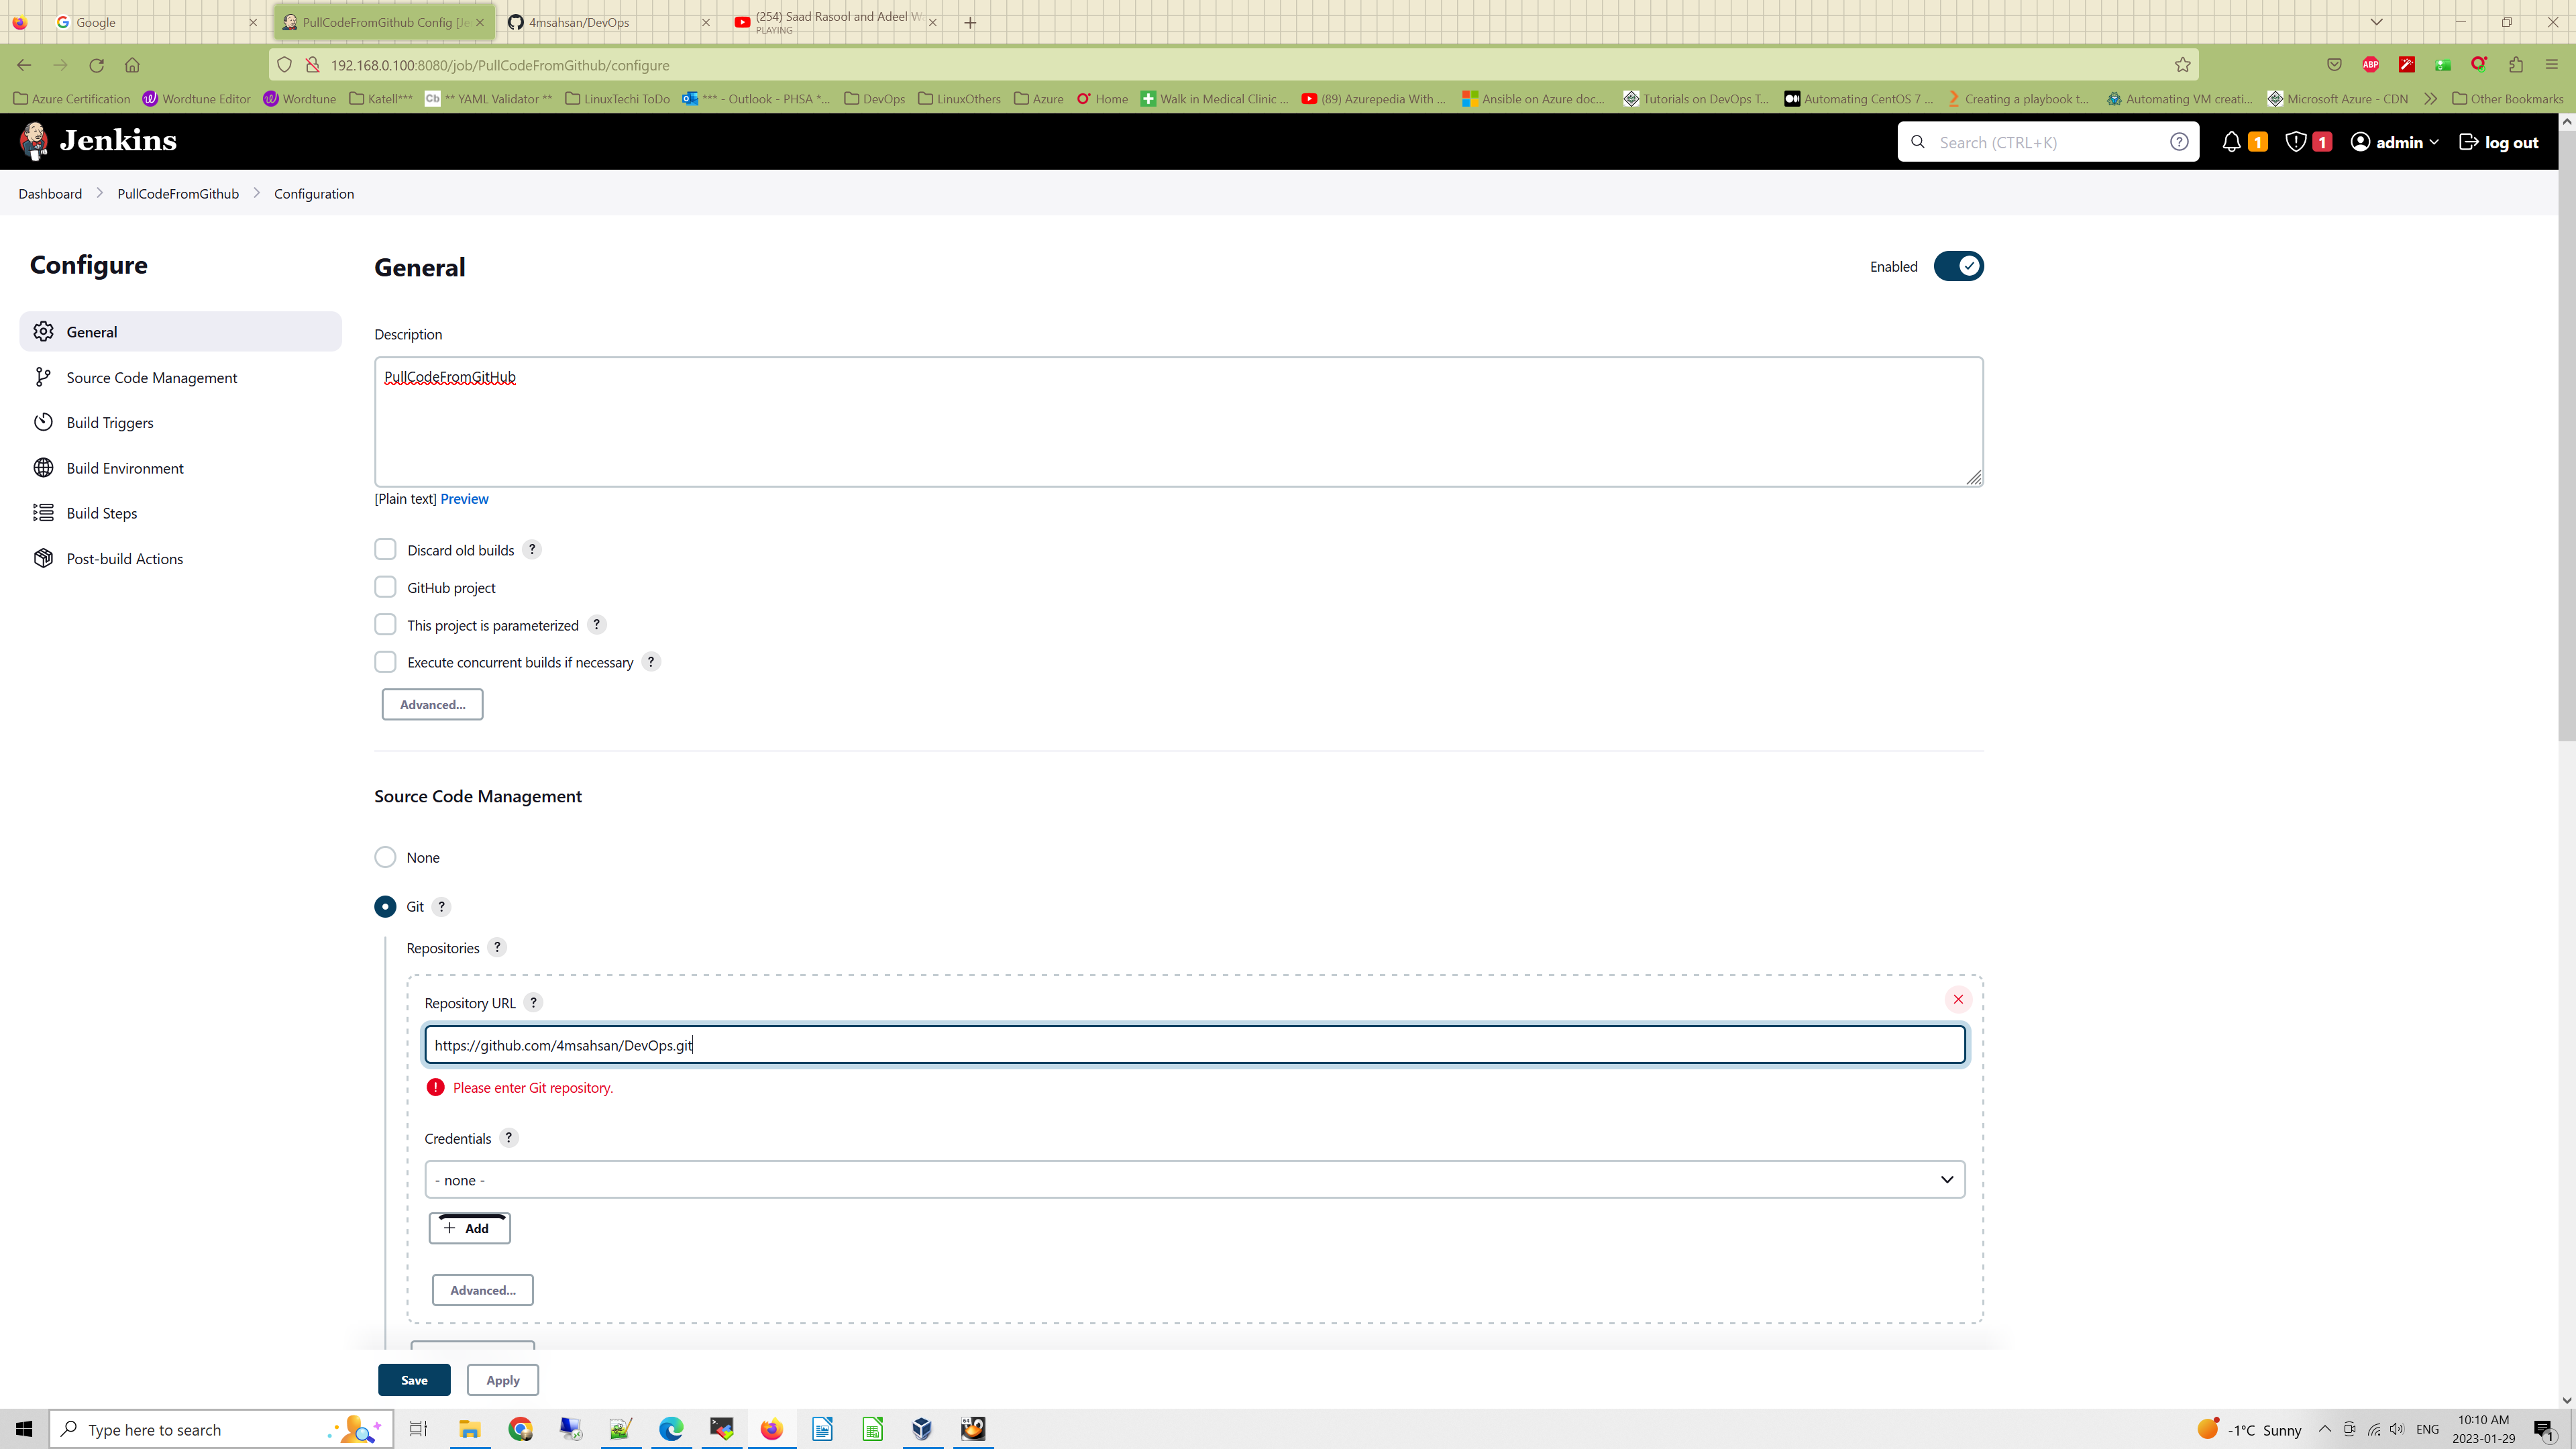 Google
PullCodeFromGithub Config [Je
4msahsan/DevOps
(254) Saad Rasool and Adeel W
PLAYING
192.168.0.100:8080/job/PullCodeFromGithub/configure
ABP
Azure Certification
Wordtune Editor
Wordtune
Katell***
Cb
** YAML Validator **
LinuxTechi ToDo
*** - Outlook - PHSA *...
DevOps
LinuxOthers
Azure
Home
Walk in Medical Clinic ...
(89) Azurepedia With ...
Ansible on Azure doc...
Tutorials on DevOps T...
Automating CentOS 7 ...
Creating a playbook t...
Automating VM creati...
Microsoft Azure - CDN
Other Bookmarks
Jenkins
Search (CTRL+K)
?
1
1
admin
log out
Dashboard
PullCodeFromGithub
Configuration
Configure
General
Source Code Management
Build Triggers
Build Environment
Build Steps
Post-build Actions
General
Enabled
Description
PullCodeFromGitHub
[Plain text] Preview
Discard old builds ?
GitHub project
This project is parameterized ?
Execute concurrent builds if necessary ?
Advanced...
Source Code Management
None
Git ?
Repositories ?
Repository URL ?
https://github.com/4msahsan/DevOps.git
! Please enter Git repository.
Credentials ?
- none -
+ Add
Advanced...
Save
Apply
Type here to search
-1°C Sunny
ENG
10:10 AM
2023-01-29
1